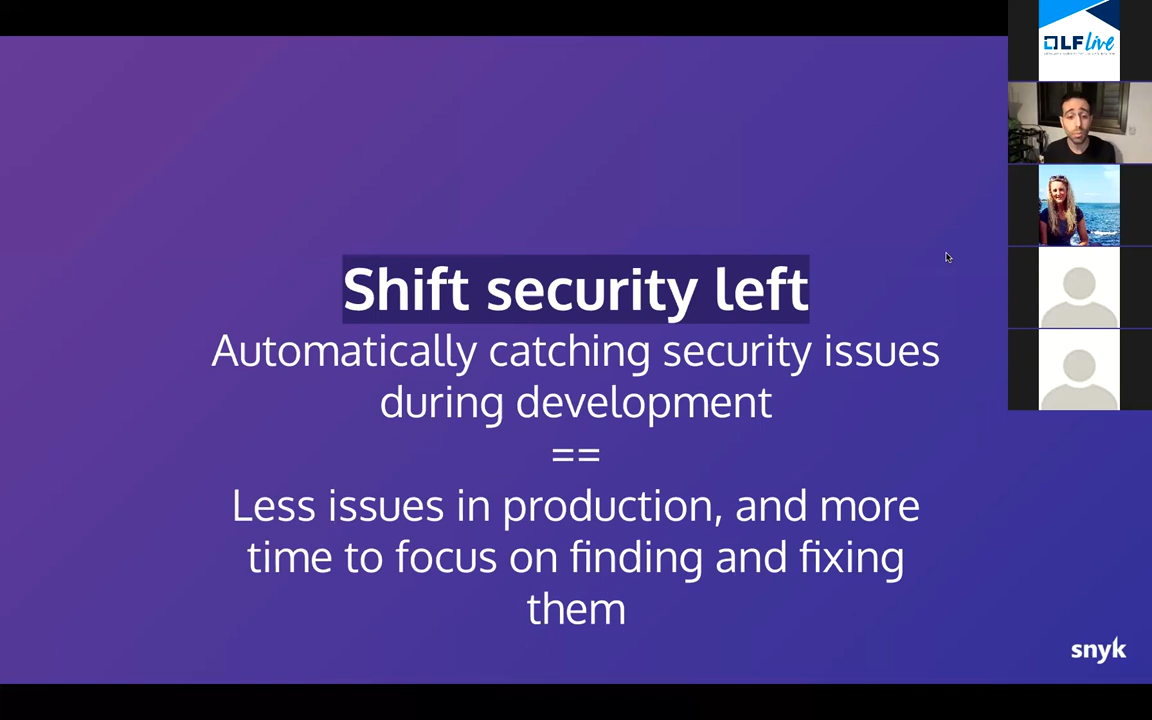 LF Live
Shift security left
Automatically catching security issues
during development
==
Less issues in production, and more
time to focus on finding and fixing
them
snyk